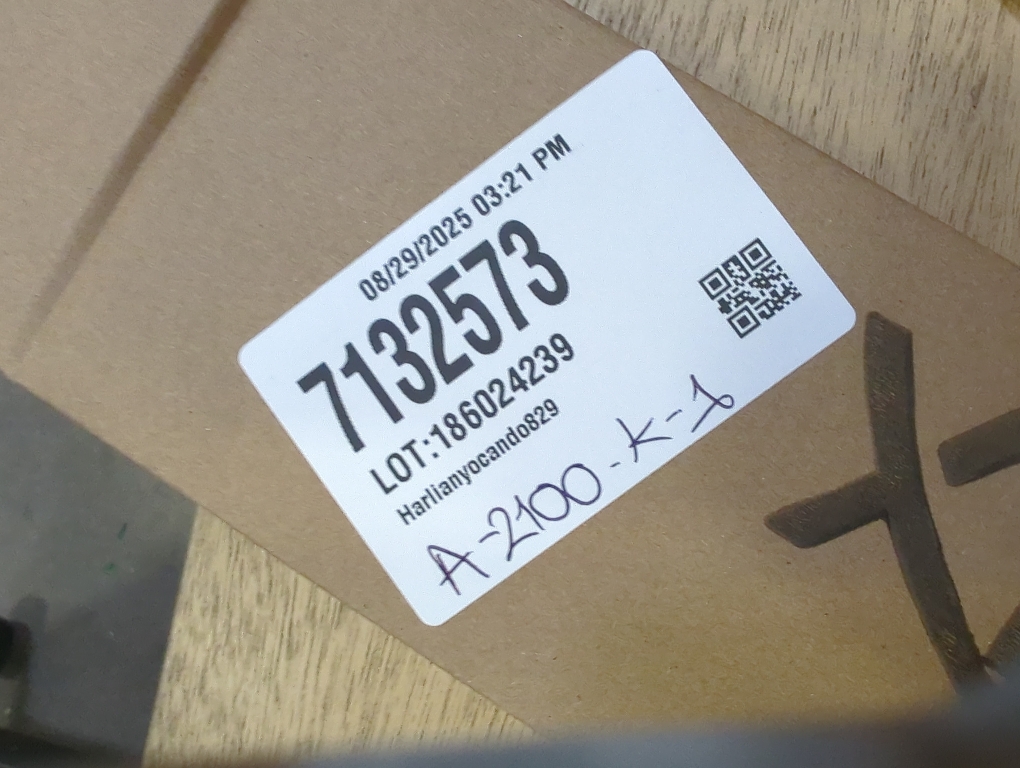 08/29/2025 03:21 PM
7132573
LOT:186024239
Harlianyocando829
A-2100-K-1